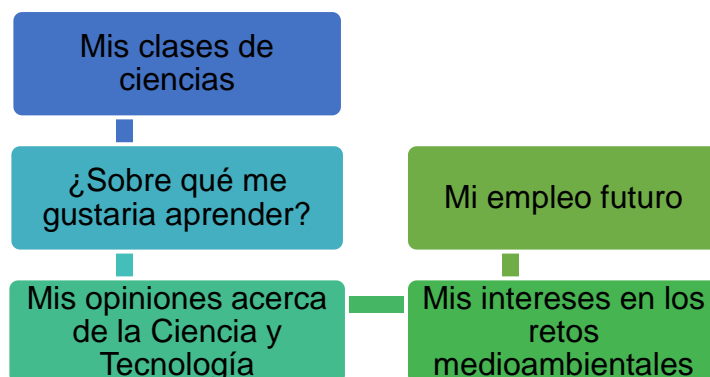 Mis clases de
ciencias
¿Sobre qué me
gustaria aprender?
Mis opiniones acerca
de la Ciencia y
Tecnología
Mis intereses en los
retos
medioambientales
Mi empleo futuro